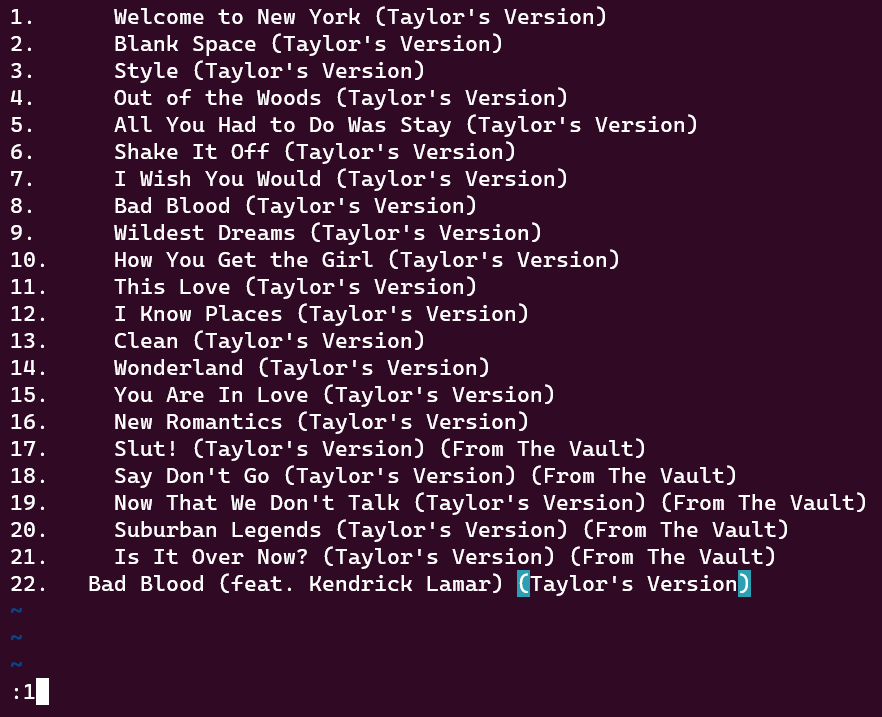 1.     Welcome to New York (Taylor's Version)
2.     Blank Space (Taylor's Version)
3.     Style (Taylor's Version)
4.     Out of the Woods (Taylor's Version)
5.     All You Had to Do Was Stay (Taylor's Version)
6.     Shake It Off (Taylor's Version)
7.     I Wish You Would (Taylor's Version)
8.     Bad Blood (Taylor's Version)
9.     Wildest Dreams (Taylor's Version)
10.     How You Get the Girl (Taylor's Version)
11.     This Love (Taylor's Version)
12.     I Know Places (Taylor's Version)
13.     Clean (Taylor's Version)
14.     Wonderland (Taylor's Version)
15.     You Are In Love (Taylor's Version)
16.     New Romantics (Taylor's Version)
17.     Slut! (Taylor's Version) (From The Vault)
18.     Say Don't Go (Taylor's Version) (From The Vault)
19.     Now That We Don't Talk (Taylor's Version) (From The Vault)
20.     Suburban Legends (Taylor's Version) (From The Vault)
21.     Is It Over Now? (Taylor's Version) (From The Vault)
22.   Bad Blood (feat. Kendrick Lamar) (Taylor's Version)
~
~
~
:1